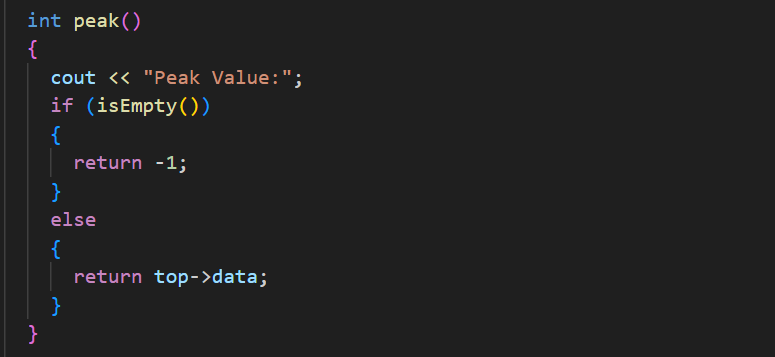 int peak()
{
cout << "Peak Value:";
if (isEmpty())
{
return -1;
}
else
{
return top->data;
}
}